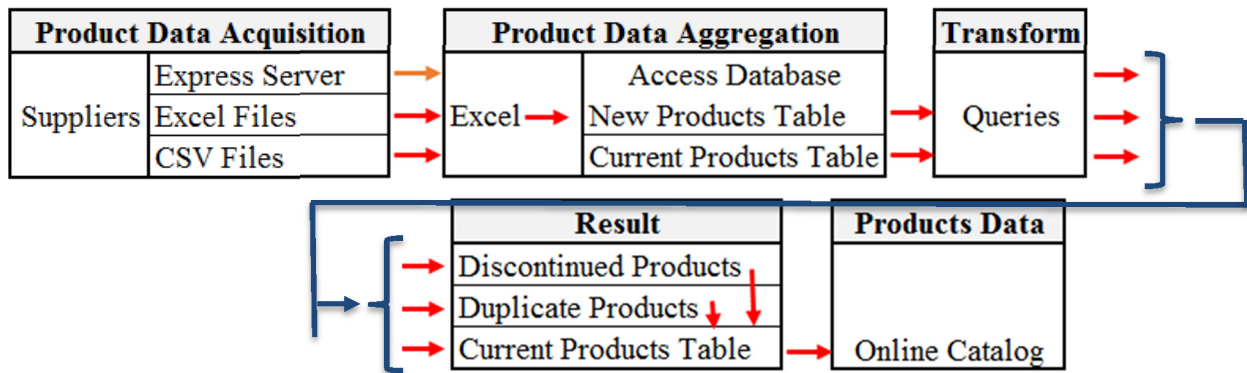 Product Data Acquisition
Product Data Aggregation
Transform
Suppliers
Express Server
Excel Files
CSV Files
Excel
Access Database
New Products Table
Current Products Table
Queries
Result
Discontinued Products
Duplicate Products
Current Products Table
Products Data
Online Catalog